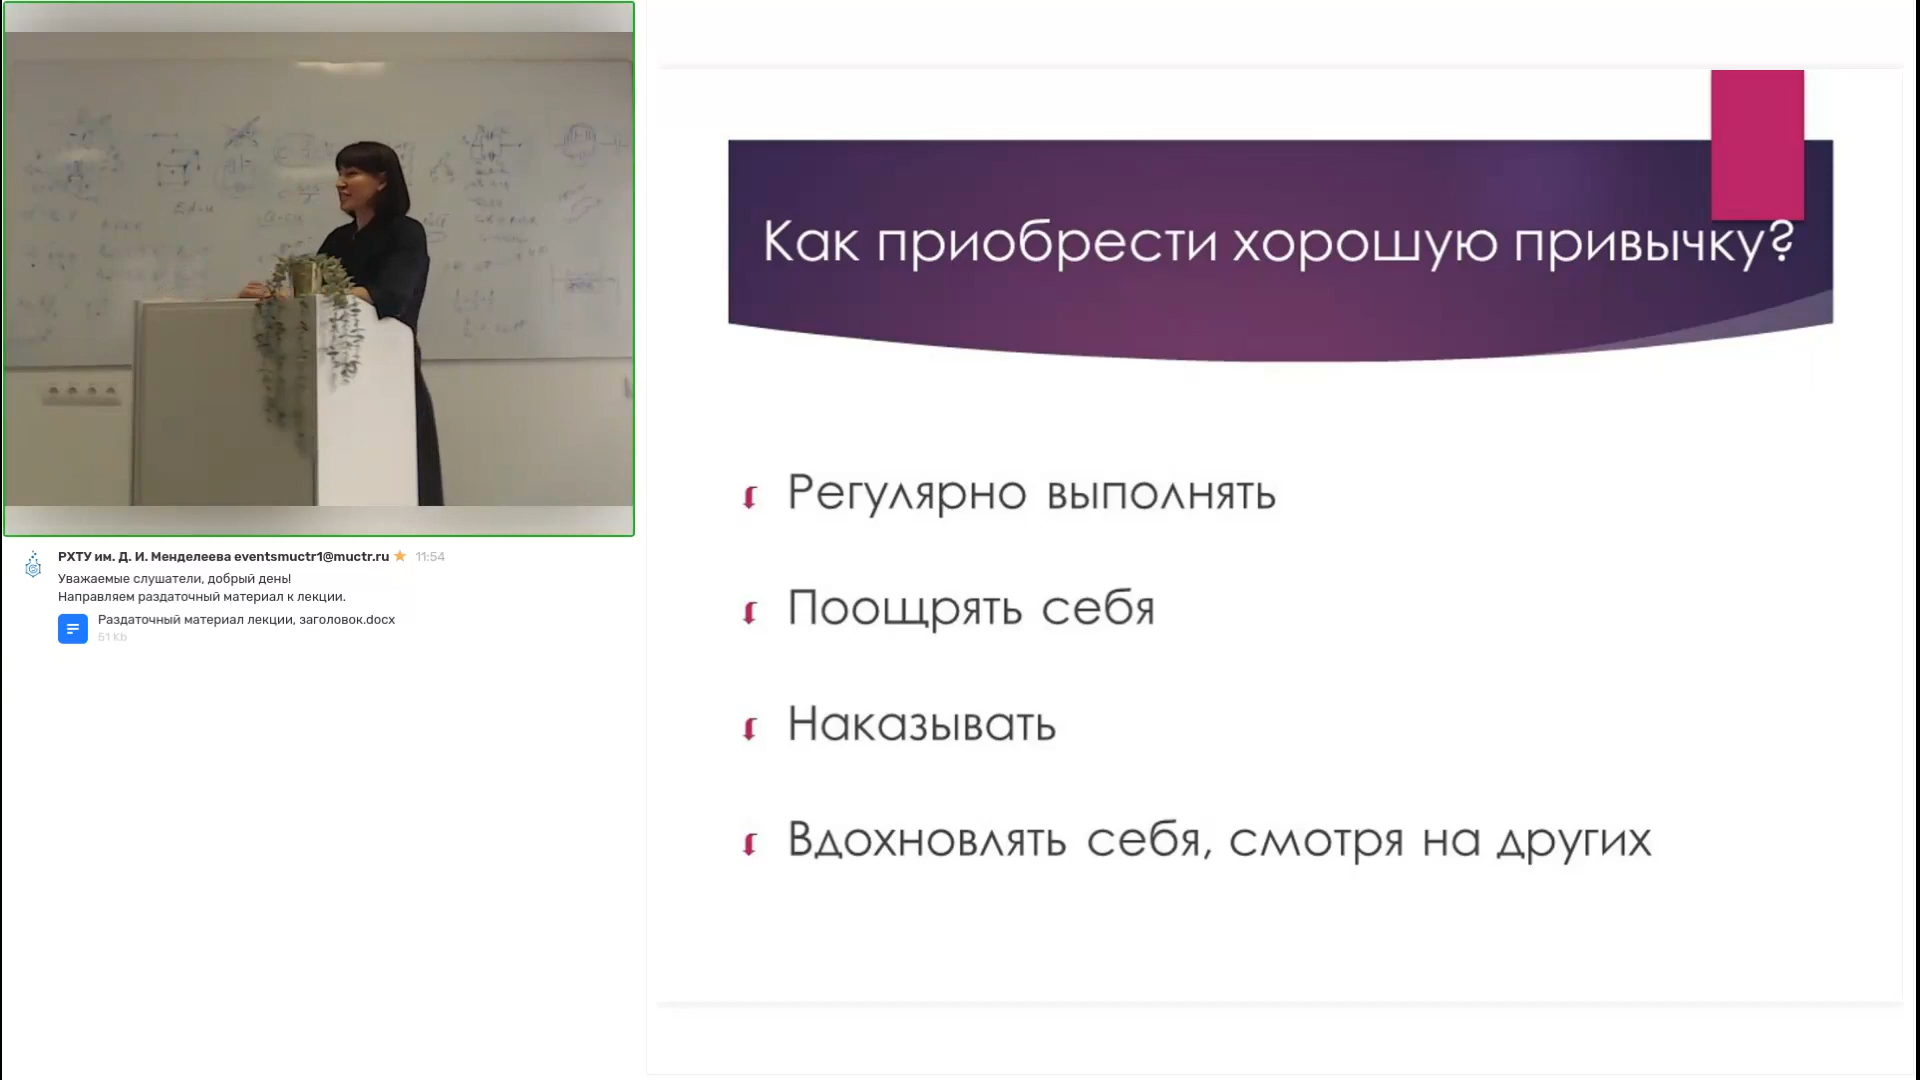 РХТУ им. Д. И. Менделеева eventsmuctr1@muctr.ru 11:54
Уважаемые слушатели, добрый день!
Направляем раздаточный материал к лекции.
Раздаточный материал лекции, заголовок.docx
51 Kb
Как приобрести хорошую привычку?
Регулярно выполнять
Поощрять себя
Наказывать
Вдохновлять себя, смотря на других